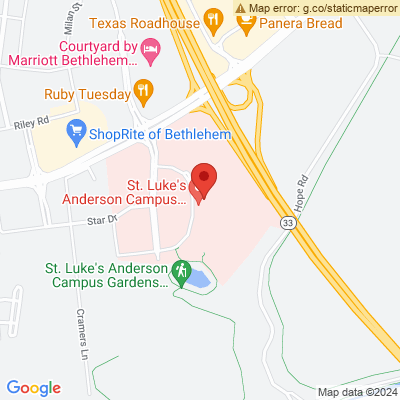 Map error: g.co/staticmaperror
Milan Dr
Texas Roadhouse
Panera Bread
Courtyard by
Marriott Bethlehem...
Ruby Tuesday
Riley Rd
ShopRite of Bethlehem
St. Luke's
Anderson Campus...
Hope Rd
Star Dr
33
St. Luke's Anderson
Campus Gardens...
Cramers Ln
Google
Map data ©2024